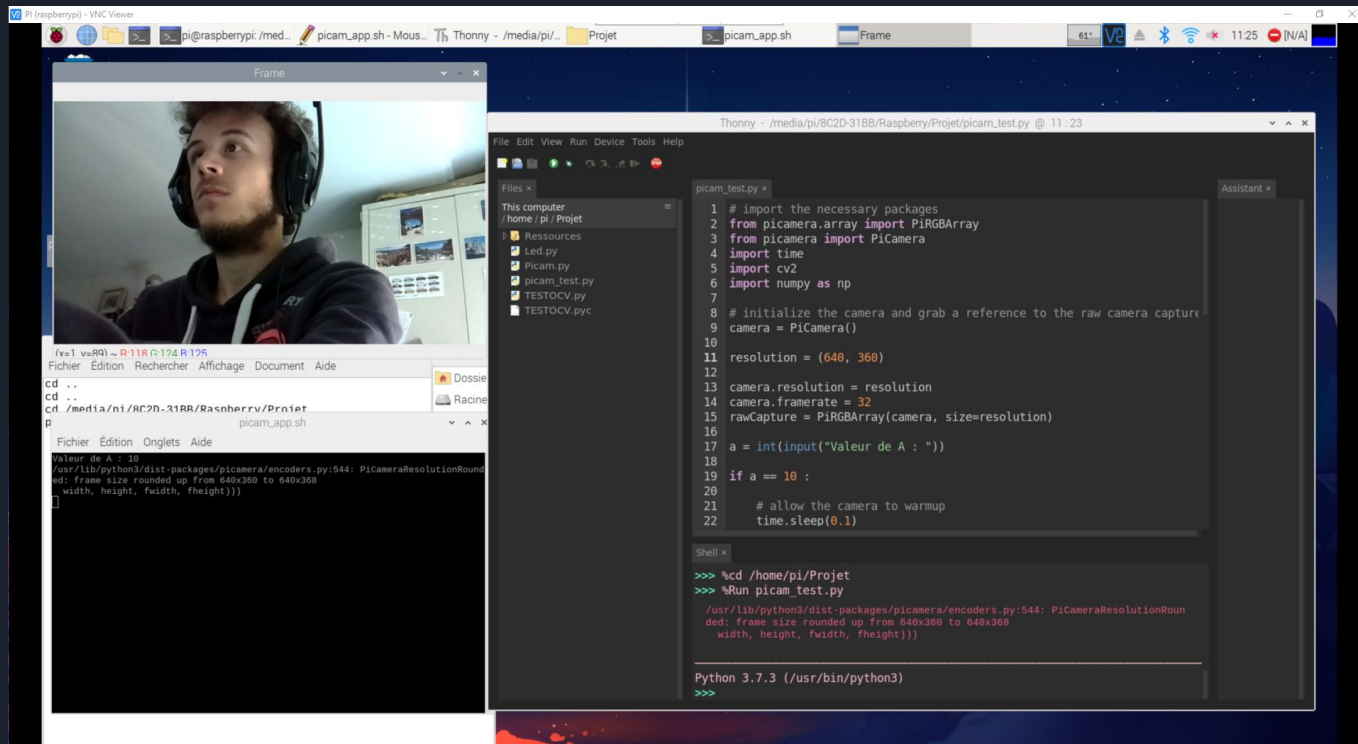 PI (raspberrypi) - VNC Viewer
pi@raspberrypi: /med...
picam_app.sh - Mous...
Thonny - /media/pi/...
Projet
picam_app.sh
Frame
61°
11:25
[N/A]
Frame
(x=1, y=89) ~ R:118 G:124 B:125
Fichier Édition Rechercher Affichage Document Aide
cd ..
cd ..
cd /media/pi/8C2D-31BB/Raspberry/Projet
p
Dossie
Racine
picam_app.sh
Fichier Édition Onglets Aide
Valeur de A : 10
/usr/lib/python3/dist-packages/picamera/encoders.py:544: PiCameraResolutionRound
ed: frame size rounded up from 640x360 to 640x368
width, height, fwidth, fheight)))
Thonny - /media/pi/8C2D-31BB/Raspberry/Projet/picam_test.py @ 11 : 23
File Edit View Run Device Tools Help
STOP
Files ×
This computer
/ home / pi / Projet
Ressources
Led.py
Picam.py
picam_test.py
TESTOCV.py
TESTOCV.pyc
picam_test.py ×
1 # import the necessary packages
2 from picamera.array import PiRGBArray
3 from picamera import PiCamera
4 import time
5 import cv2
6 import numpy as np
7
8 # initialize the camera and grab a reference to the raw camera capture
9 camera = PiCamera()
10
11 resolution = (640, 360)
12
13 camera.resolution = resolution
14 camera.framerate = 32
15 rawCapture = PiRGBArray(camera, size=resolution)
16
17 a = int(input("Valeur de A : "))
18
19 if a == 10 :
20
21 # allow the camera to warmup
22 time.sleep(0.1)
Assistant ×
Shell ×
>>> %cd /home/pi/Projet
>>> %Run picam_test.py
/usr/lib/python3/dist-packages/picamera/encoders.py:544: PiCameraResolutionRoun
ded: frame size rounded up from 640x360 to 640x368
width, height, fwidth, fheight)))
Python 3.7.3 (/usr/bin/python3)
>>>